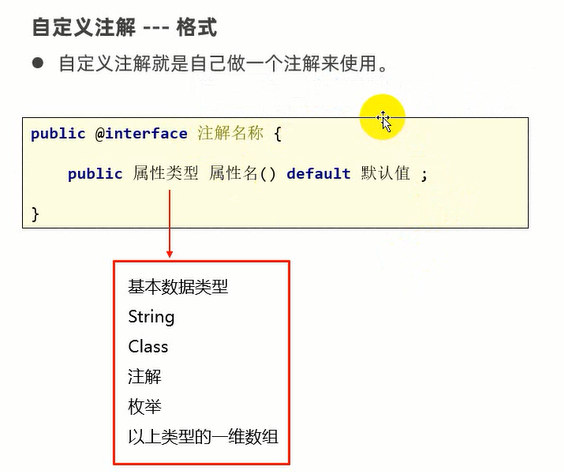 自定义注解 --- 格式
● 自定义注解就是自己做一个注解来使用。
public @interface 注解名称 {
public 属性类型 属性名() default 默认值 ;
}
基本数据类型
String
Class
注解
枚举
以上类型的一维数组